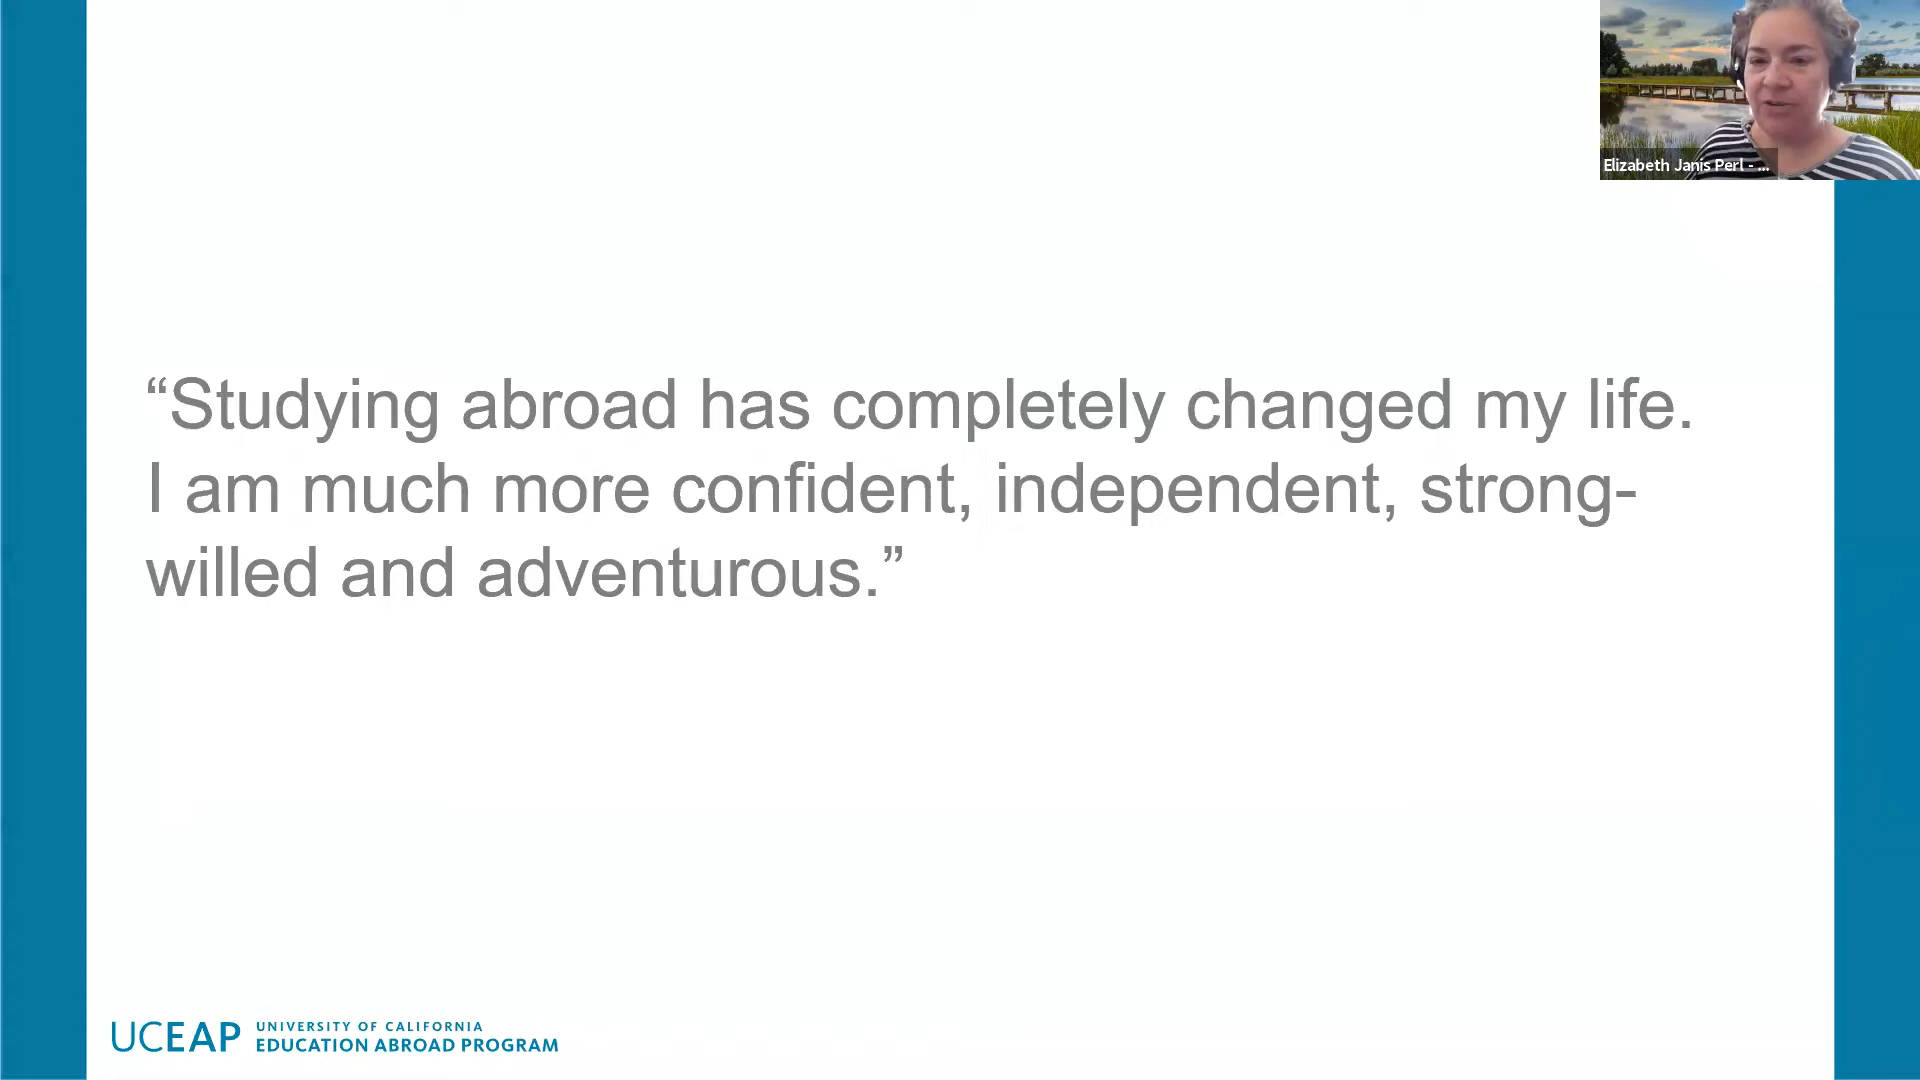 Elizabeth Janis Perl - ...
“Studying abroad has completely changed my life.
I am much more confident, independent, strong-
willed and adventurous.”
UCEAP
UNIVERSITY OF CALIFORNIA
EDUCATION ABROAD PROGRAM